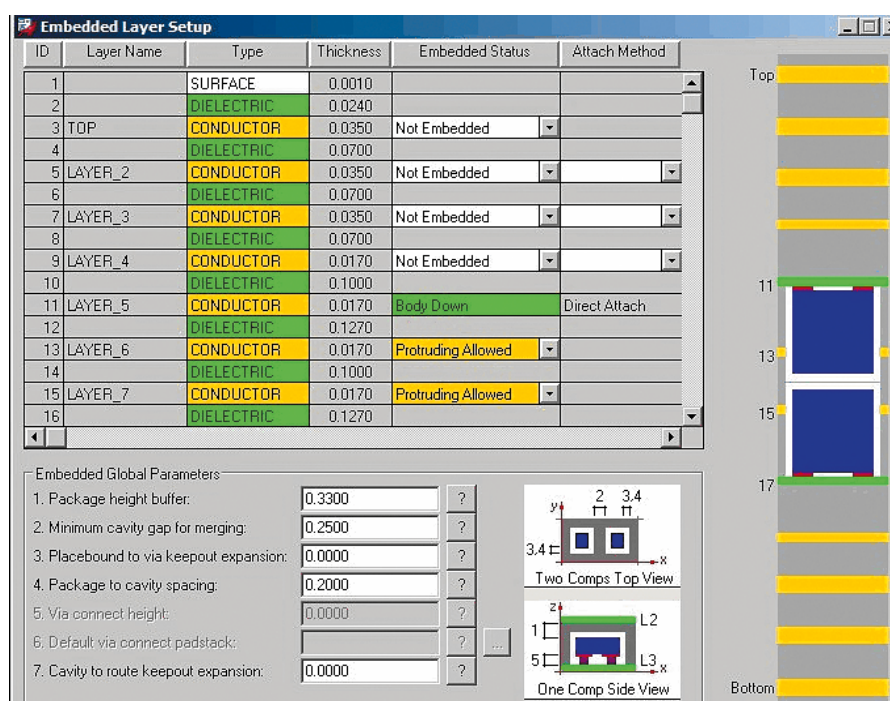 Embedded Layer Setup
ID Layer Name Type Thickness Embedded Status Attach Method
1 SURFACE 0.0010
2 DIELECTRIC 0.0240
3 TOP CONDUCTOR 0.0350 Not Embedded
4 DIELECTRIC 0.0700
5 LAYER_2 CONDUCTOR 0.0350 Not Embedded
6 DIELECTRIC 0.0700
7 LAYER_3 CONDUCTOR 0.0350 Not Embedded
8 DIELECTRIC 0.0700
9 LAYER_4 CONDUCTOR 0.0170 Not Embedded
10 DIELECTRIC 0.1000
11 LAYER_5 CONDUCTOR 0.0170 Body Down Direct Attach
12 DIELECTRIC 0.1270
13 LAYER_6 CONDUCTOR 0.0170 Protruding Allowed
14 DIELECTRIC 0.1000
15 LAYER_7 CONDUCTOR 0.0170 Protruding Allowed
16 DIELECTRIC 0.1270
Top
11
13
15
17
Bottom
Embedded Global Parameters
1. Package height buffer: 0.3300 ?
2. Minimum cavity gap for merging: 0.2500 ?
3. Placebound to via keepout expansion: 0.0000 ?
4. Package to cavity spacing: 0.2000 ?
5. Via connect height: 0.0000 ?
6. Default via connect padstack: ? ...
7. Cavity to route keepout expansion: 0.0000 ?
y 2 3,4
3,4 x
Two Comps Top View
z
1 L2
5 L3
x
One Comp Side View